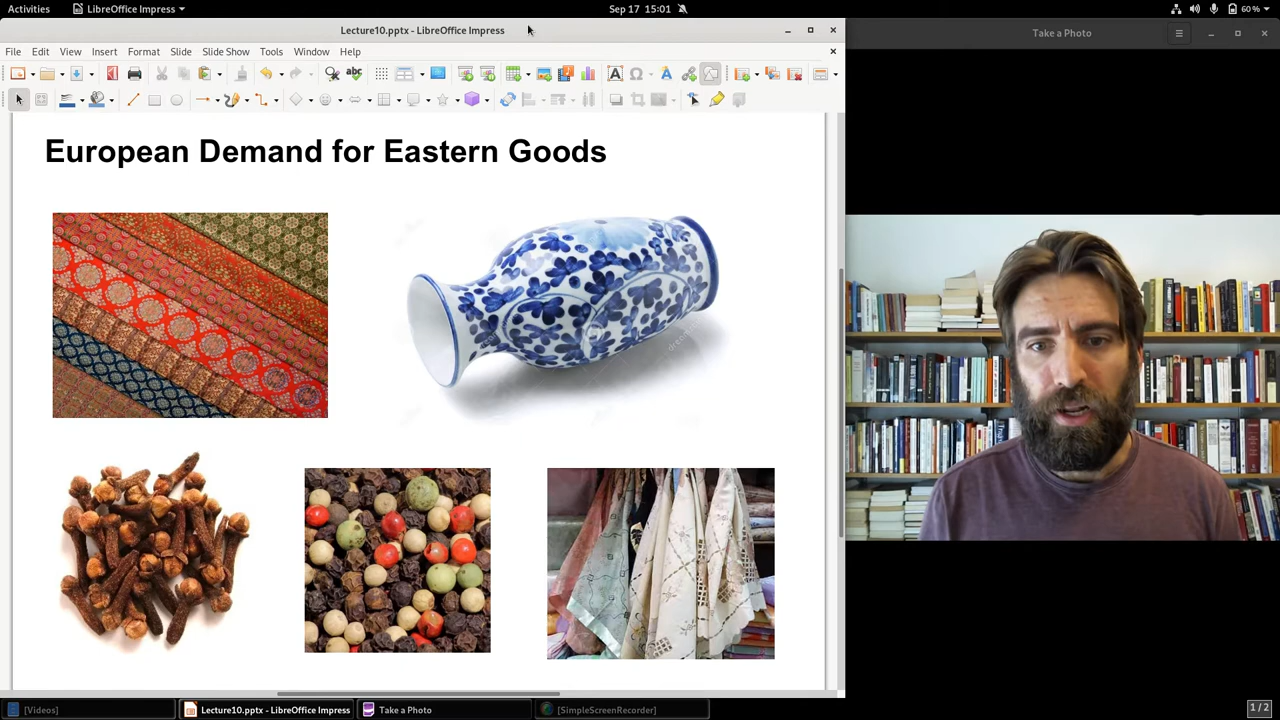 Activities
LibreOffice Impress
Sep 17 15:01
60 %
Lecture10.pptx - LibreOffice Impress
Take a Photo
File Edit View Insert Format Slide Slide Show Tools Window Help
European Demand for Eastern Goods
[Videos]
Lecture10.pptx - LibreOffice Impress
Take a Photo
[SimpleScreenRecorder]
1 / 2